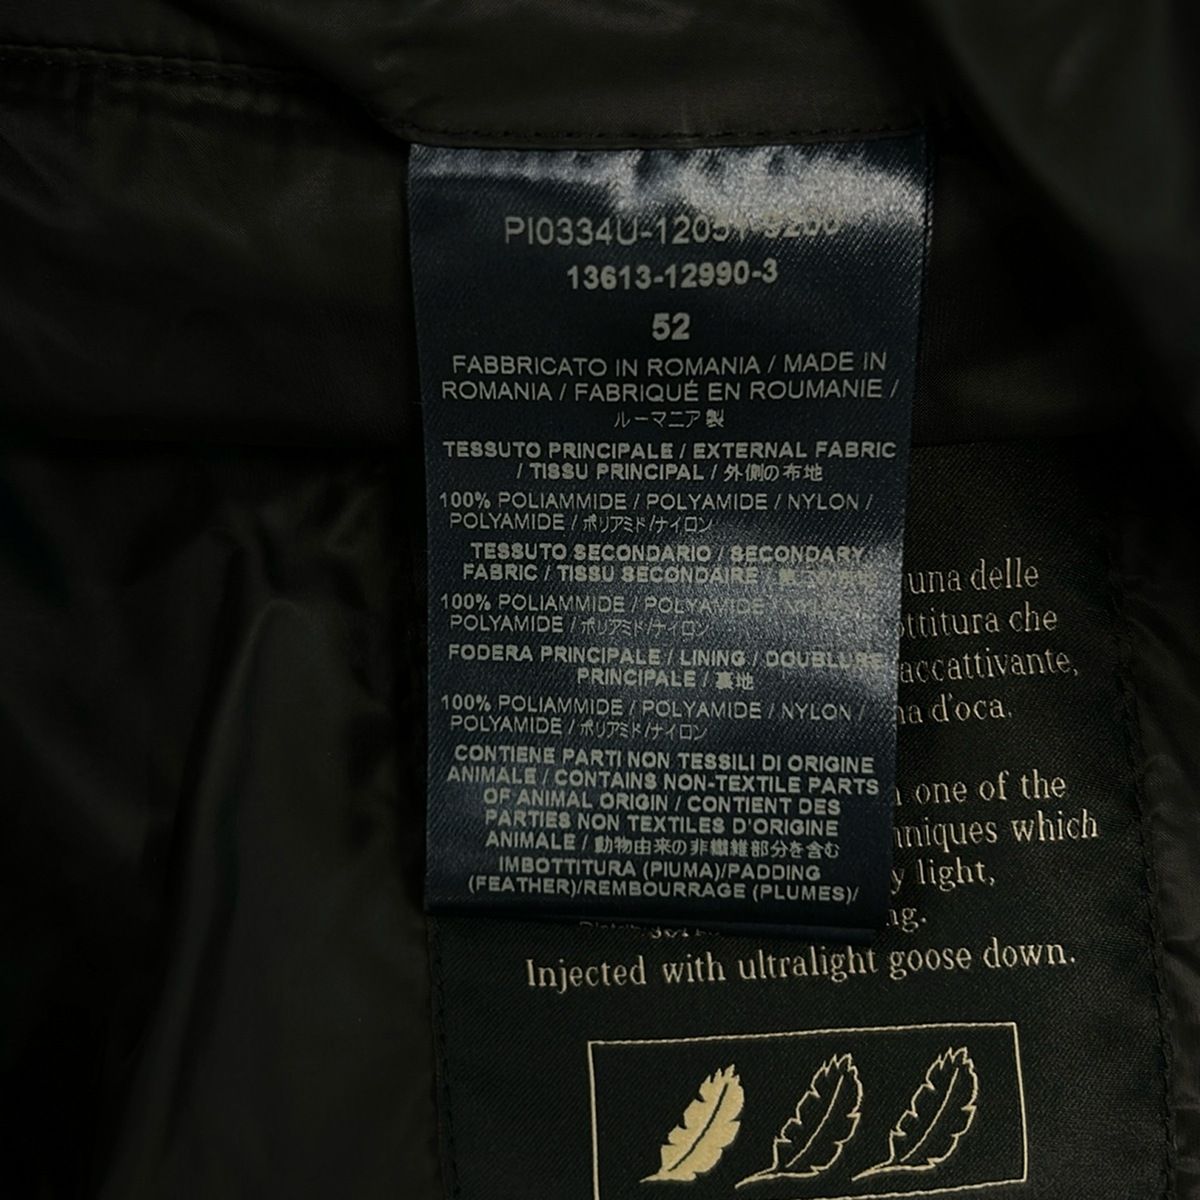 PI0334U-12051-9200
13613-12990-3
52
FABBRICATO IN ROMANIA / MADE IN
ROMANIA / FABRIQUÉ EN ROUMANIE /
ルーマニア製
TESSUTO PRINCIPALE / EXTERNAL FABRIC
/ TISSU PRINCIPAL / 外側の布地
100% POLIAMMIDE / POLYAMIDE / NYLON /
POLYAMIDE / ポリアミド/ナイロン
TESSUTO SECONDARIO / SECONDARY
FABRIC / TISSU SECONDAIRE /
100% POLIAMMIDE / POLYAMIDE / NYLON /
POLYAMIDE / ポリアミド/ナイロン
FODERA PRINCIPALE / LINING / DOUBLURE
PRINCIPALE / 裏地
100% POLIAMMIDE / POLYAMIDE / NYLON /
POLYAMIDE / ポリアミド/ナイロン
CONTIENE PARTI NON TESSILI DI ORIGINE
ANIMALE / CONTAINS NON-TEXTILE PARTS
OF ANIMAL ORIGIN / CONTIENT DES
PARTIES NON TEXTILES D'ORIGINE
ANIMALE / 動物由来の非繊維部分を含む
IMBOTTITURA (PIUMA)/PADDING
(FEATHER)/REMBOURRAGE (PLUMES)/
una delle
che
accattivante,
d'oca.
one of the
which
light,
Injected with ultralight goose down.